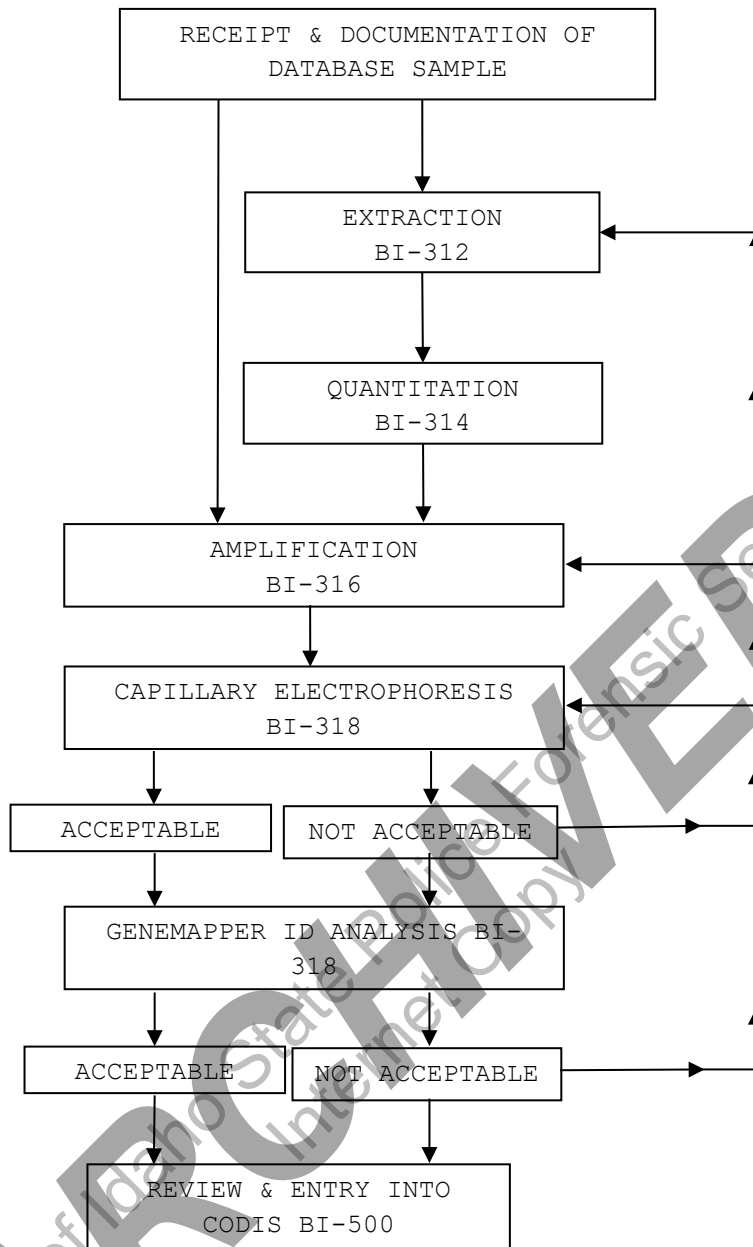 RECEIPT & DOCUMENTATION OF
DATABASE SAMPLE
EXTRACTION
BI-312
QUANTITATION
BI-314
AMPLIFICATION
BI-316
CAPILLARY ELECTROPHORESIS
BI-318
ACCEPTABLE
NOT ACCEPTABLE
GENEMAPPER ID ANALYSIS BI-
318
ACCEPTABLE
NOT ACCEPTABLE
REVIEW & ENTRY INTO
CODIS BI-500
of Idaho State Police Forensic
Internet Copy